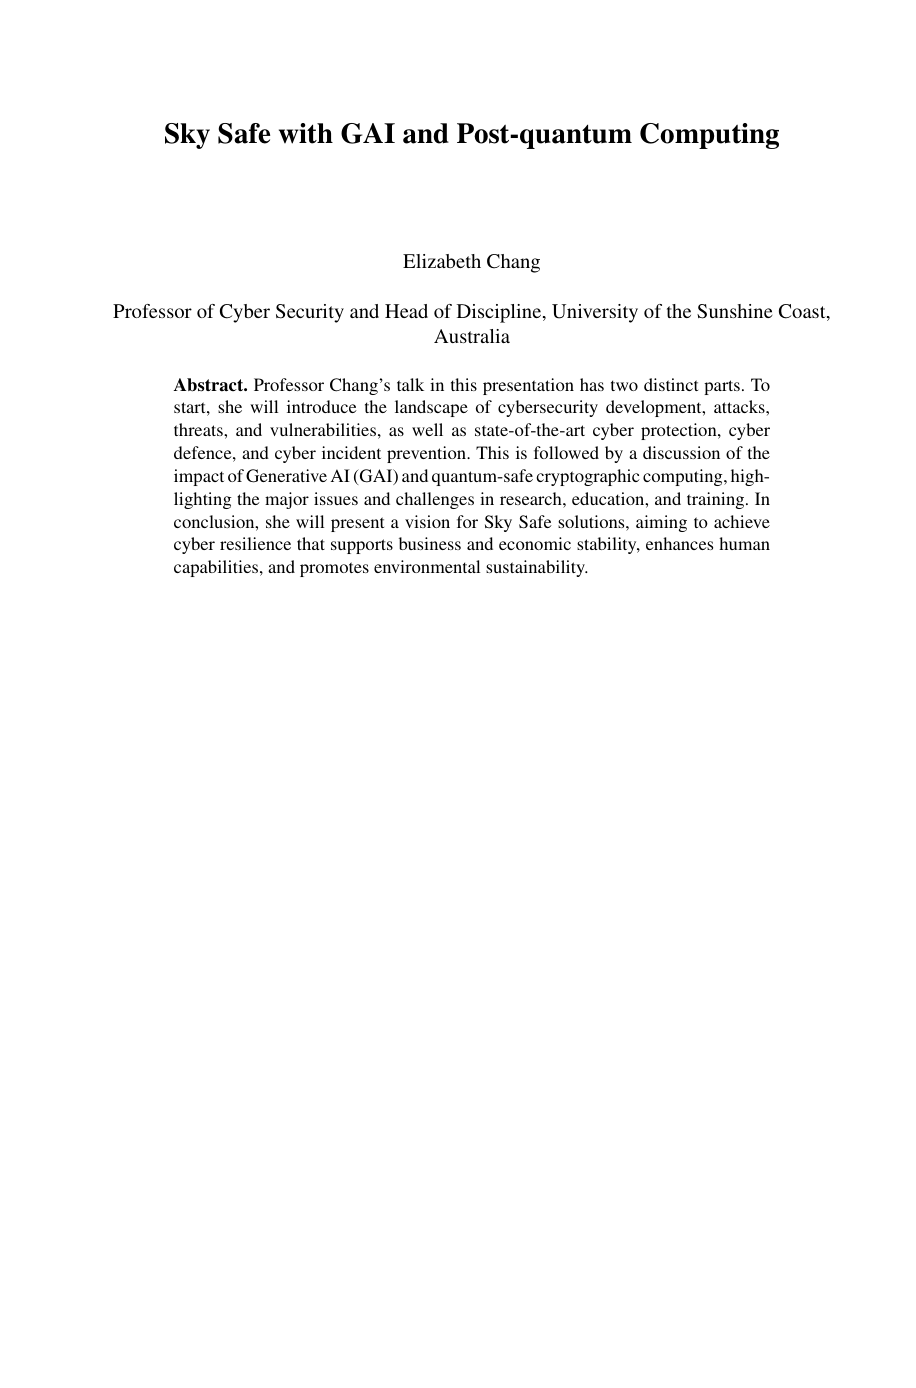 Sky Safe with GAI and Post-quantum Computing
Elizabeth Chang
Professor of Cyber Security and Head of Discipline, University of the Sunshine Coast,
Australia
Abstract. Professor Chang’s talk in this presentation has two distinct parts. To
start, she will introduce the landscape of cybersecurity development, attacks,
threats, and vulnerabilities, as well as state-of-the-art cyber protection, cyber
defence, and cyber incident prevention. This is followed by a discussion of the
impact of Generative AI (GAI) and quantum-safe cryptographic computing, high-
lighting the major issues and challenges in research, education, and training. In
conclusion, she will present a vision for Sky Safe solutions, aiming to achieve
cyber resilience that supports business and economic stability, enhances human
capabilities, and promotes environmental sustainability.